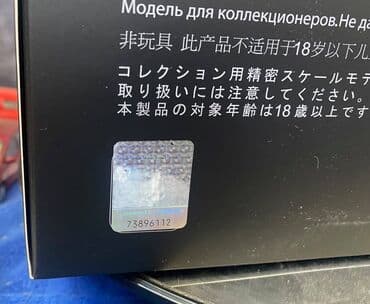 Модель для коллекционеров.Не да
非玩具 此产品不适用于18岁以下儿
コレクション用精密スケールモデ
取り扱いには注意してください。
本製品の対象年齢は18歳以上です
73896112